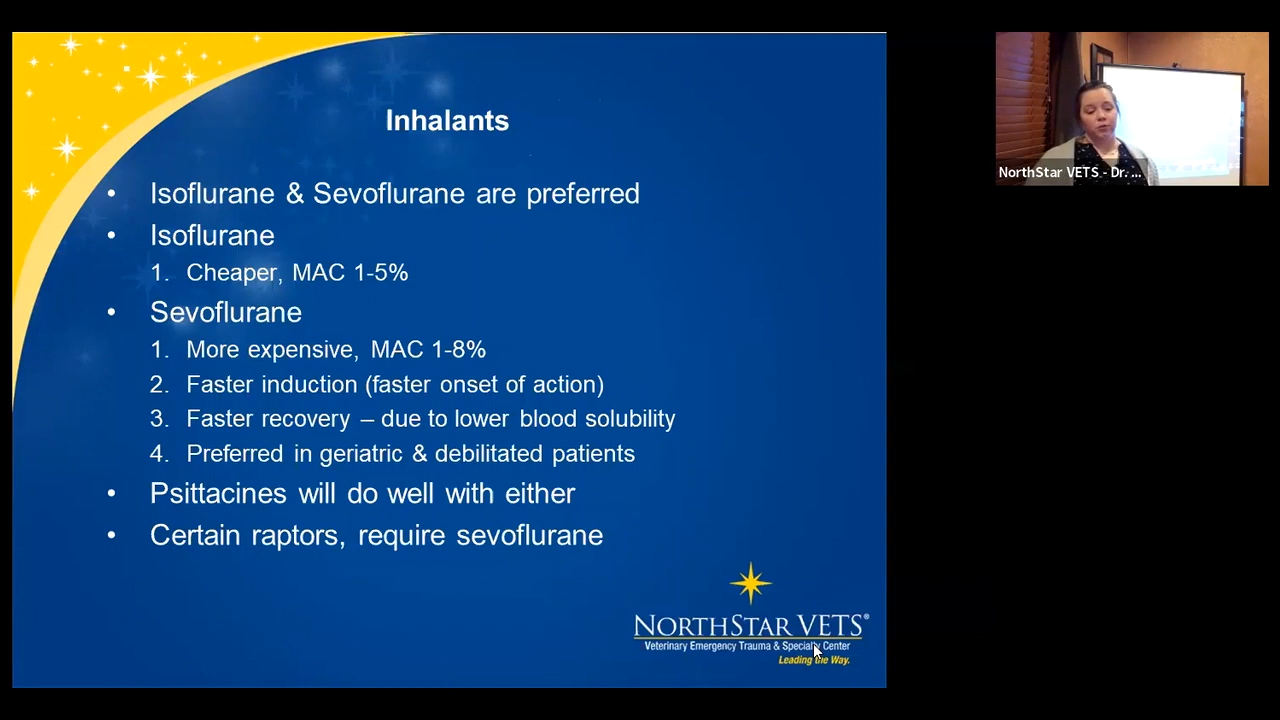 Inhalants
• Isoflurane & Sevoflurane are preferred
• Isoflurane
1. Cheaper, MAC 1-5%
• Sevoflurane
1. More expensive, MAC 1-8%
2. Faster induction (faster onset of action)
3. Faster recovery – due to lower blood solubility
4. Preferred in geriatric & debilitated patients
• Psittacines will do well with either
• Certain raptors, require sevoflurane
NORTHSTAR VETS®
Veterinary Emergency Trauma & Specialty Center
Leading the Way.
NorthStar VETS - Dr. ...